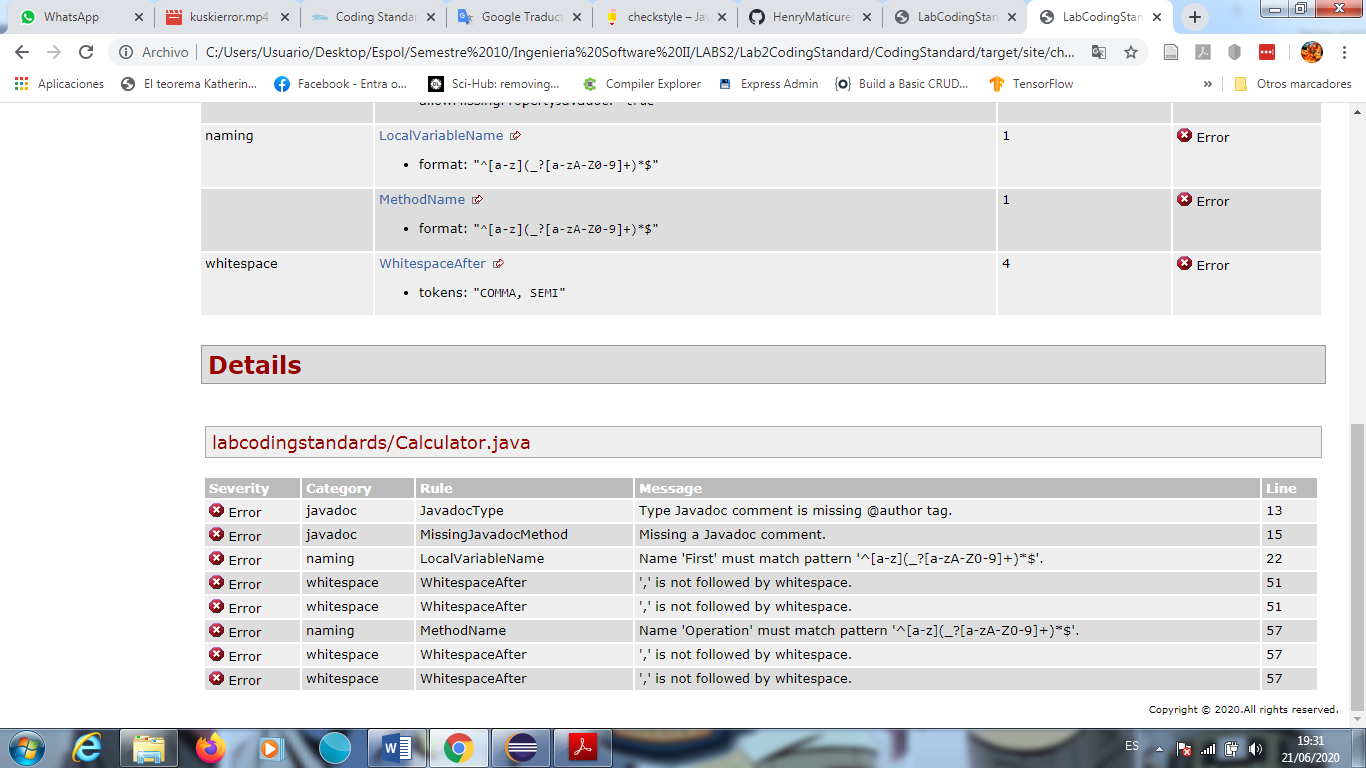 WhatsApp
kuskierror.mp4
Coding Standar
Google Traduct
checkstyle – Ja
HenryMaticure
LabCodingStan
LabCodingStan
Archivo
C:/Users/Usuario/Desktop/Espol/Semestre%2010/Ingenieria%20Software%20II/LABS2/Lab2CodingStandard/CodingStandard/target/site/ch...
Aplicaciones
El teorema Katherin...
Facebook - Entra o...
Sci-Hub: removing...
Compiler Explorer
Express Admin
Build a Basic CRUD...
TensorFlow
»
Otros marcadores
allowMissingPropertyJavadoc: "true"
naming LocalVariableName 1 Error
• format: "^[a-z](_?[a-zA-Z0-9]+)*$"
MethodName 1 Error
• format: "^[a-z](_?[a-zA-Z0-9]+)*$"
whitespace WhitespaceAfter 4 Error
• tokens: "COMMA, SEMI"
Details
labcodingstandards/Calculator.java
Severity Category Rule Message Line
Error javadoc JavadocType Type Javadoc comment is missing @author tag. 13
Error javadoc MissingJavadocMethod Missing a Javadoc comment. 15
Error naming LocalVariableName Name 'First' must match pattern '^[a-z](_?[a-zA-Z0-9]+)*$'. 22
Error whitespace WhitespaceAfter ',' is not followed by whitespace. 51
Error whitespace WhitespaceAfter ',' is not followed by whitespace. 51
Error naming MethodName Name 'Operation' must match pattern '^[a-z](_?[a-zA-Z0-9]+)*$'. 57
Error whitespace WhitespaceAfter ',' is not followed by whitespace. 57
Error whitespace WhitespaceAfter ',' is not followed by whitespace. 57
Copyright © 2020.All rights reserved.
ES
19:31
21/06/2020